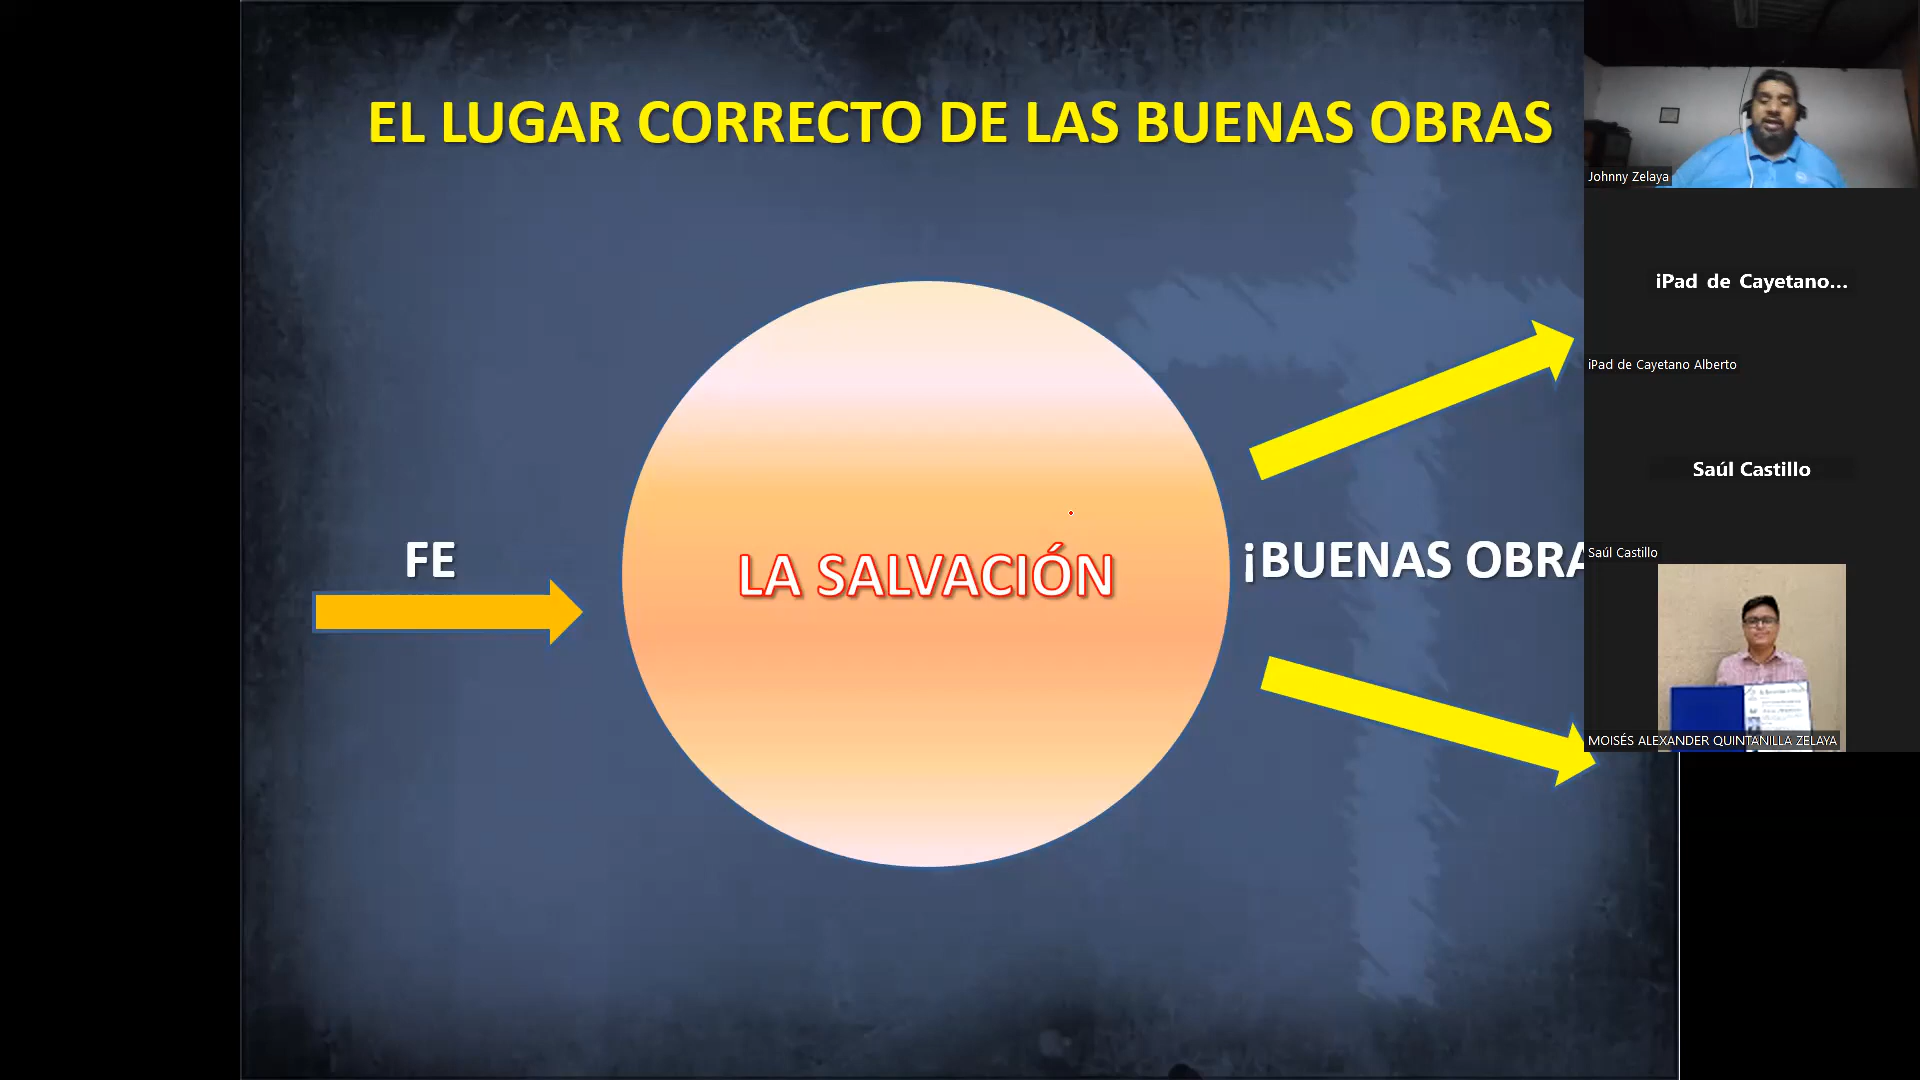 EL LUGAR CORRECTO DE LAS BUENAS OBRAS
FE
LA SALVACIÓN
¡BUENAS OBRA
Johnny Zelaya
iPad de Cayetano...
iPad de Cayetano Alberto
Saúl Castillo
Saúl Castillo
MOISÉS ALEXANDER QUINTANILLA ZELAYA